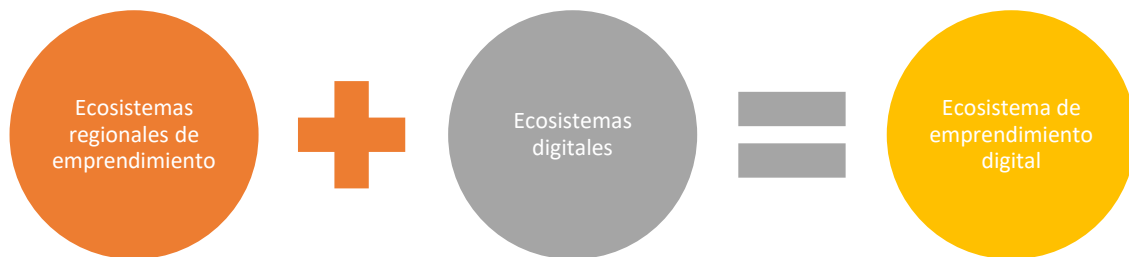 Ecosistemas
regionales de
emprendimiento
Ecosistemas
digitales
Ecosistema de
emprendimiento
digital